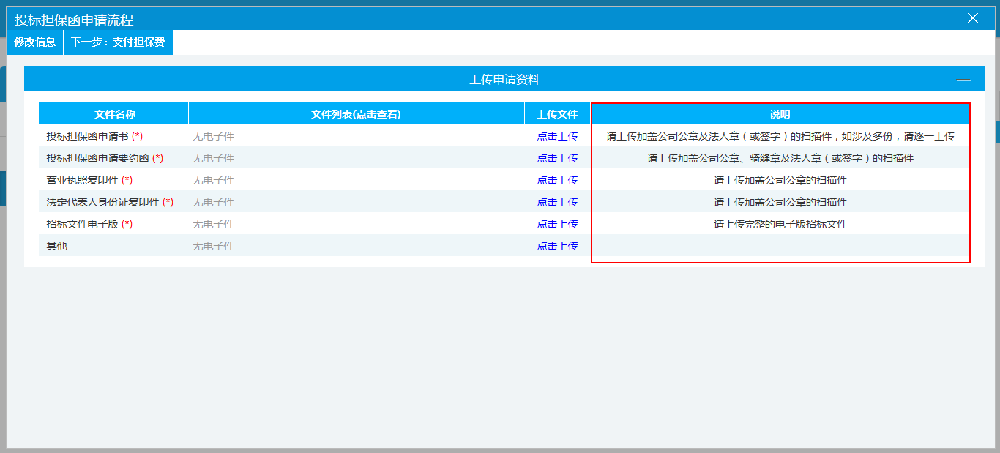 投标担保函申请流程
修改信息 下一步：支付担保费
上传申请资料
文件名称 文件列表(点击查看) 上传文件 说明
投标担保函申请书 (*) 无电子件 点击上传 请上传加盖公司公章及法人章（或签字）的扫描件，如涉及多份，请逐一上传
投标担保函申请要约函 (*) 无电子件 点击上传 请上传加盖公司公章、骑缝章及法人章（或签字）的扫描件
营业执照复印件 (*) 无电子件 点击上传 请上传加盖公司公章的扫描件
法定代表人身份证复印件 (*) 无电子件 点击上传 请上传加盖公司公章的扫描件
招标文件电子版 (*) 无电子件 点击上传 请上传完整的电子版招标文件
其他 无电子件 点击上传